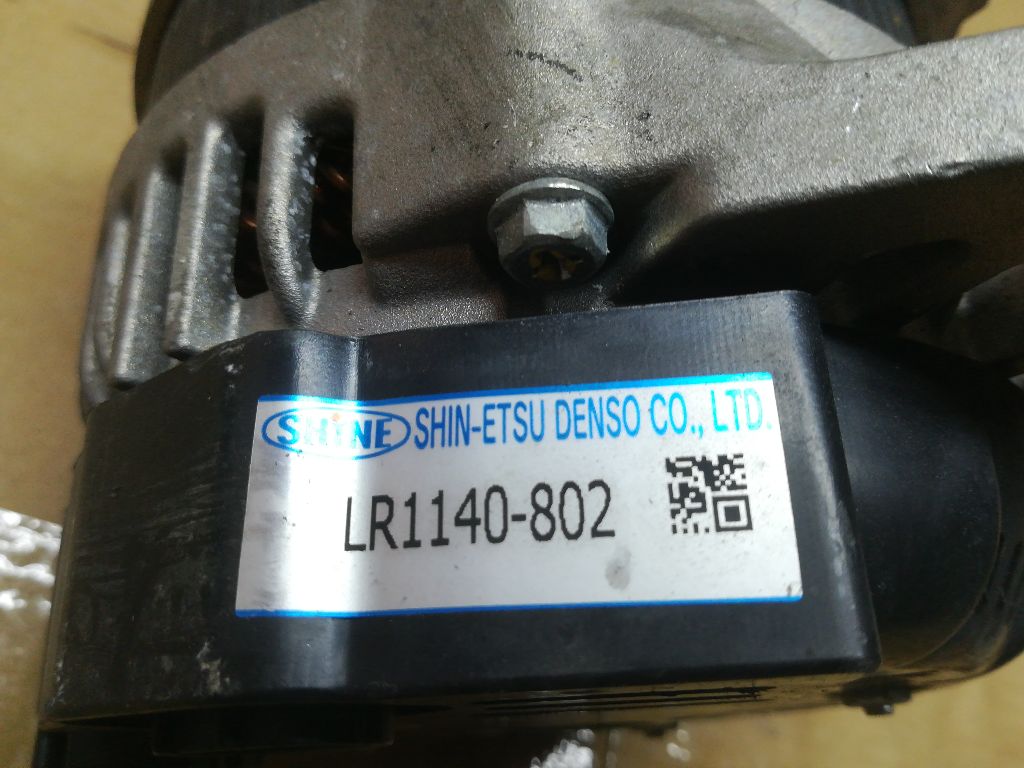 SHINE SHIN-ETSU DENSO CO., LTD.
LR1140-802